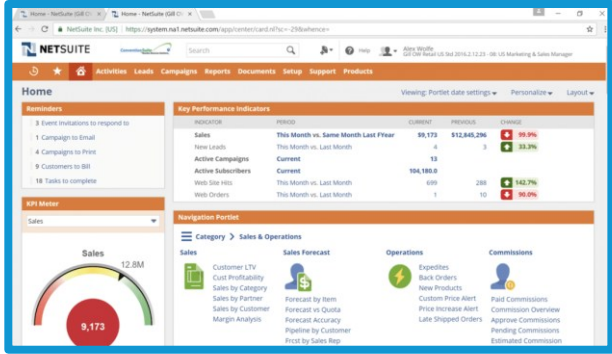 Home - NetSuite (Gill C
Home - NetSuite (Gill C
NetSuite Inc. [US] | https://system.na1.netsuite.com/app/center/card.nl?sc=-29&whence=
NETSUITE
Search
Help
Alex Wolfe
06: US Marketing & Sales Manager
Activities Leads Campaigns Reports Documents Setup Support Products
Home
Viewing: Portlet date settings Personalize Layout
Reminders
3 Event Invitations to respond to
1 Campaign to Email
4 Campaigns to Print
9 Customers to Bill
18 Tasks to complete
Key Performance Indicators
INDICATOR PERIOD CURRENT PREVIOUS CHANGE
Sales This Month vs. Same Month Last FYear $9,173 $12,845,296 99.9%
New Leads This Month vs. Last Month 4 3 33.3%
Active Campaigns Current 13
Active Subscribers Current 104,180.0
Web Site Hits This Month vs. Last Month 699 288 142.7%
Web Orders This Month vs. Last Month 1 10 90.0%
KPI Meter
Sales
Sales
12.8M
9,173
Navigation Portlet
Category Sales & Operations
Sales
Customer LTV
Cust Profitability
Sales by Category
Sales by Partner
Sales by Customer
Margin Analysis
Sales Forecast
Forecast by Item
Forecast vs Quota
Forecast Accuracy
Pipeline by Customer
Frcst by Sales Rep
Operations
Expedites
Back Orders
New Products
Custom Price Alert
Price Increase Alert
Late Shipped Orders
Commissions
Paid Commissions
Commission Overview
Approve Commissions
Pending Commissions
Estimated Commission